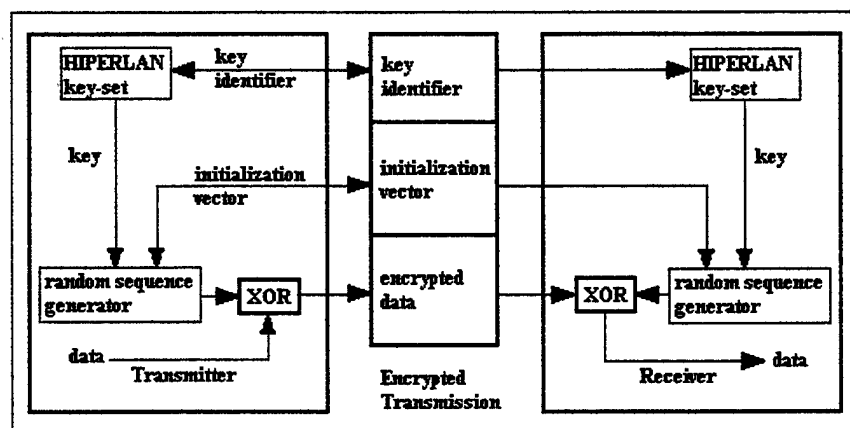 HIPERLAN
key-set
key
identifier
key
initialization
vector
random sequence
generator
XOR
data
Transmitter
key
identifier
initialization
vector
encrypted
data
Encrypted
Transmission
HIPERLAN
key-set
key
XOR
random sequence
generator
Receiver
data